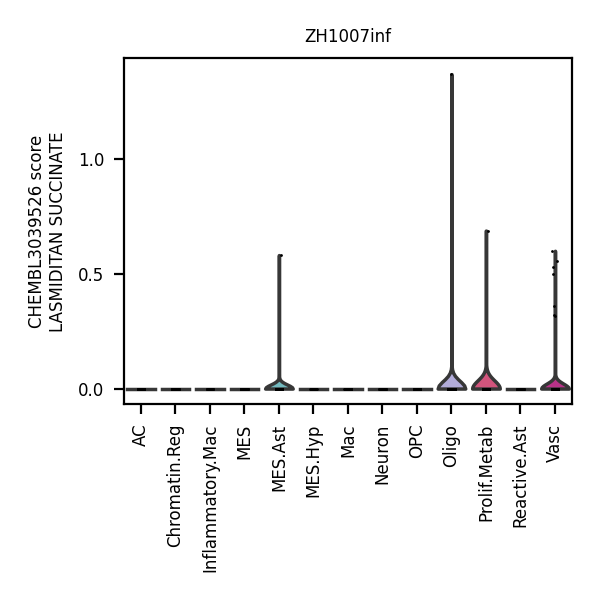 ZH1007inf
CHEMBL3039526 score
LASMIDITAN SUCCINATE
1.0
0.5
0.0
AC
Chromatin.Reg
Inflammatory.Mac
MES
MES.Ast
MES.Hyp
Mac
Neuron
OPC
Oligo
Prolif.Metab
Reactive.Ast
Vasc